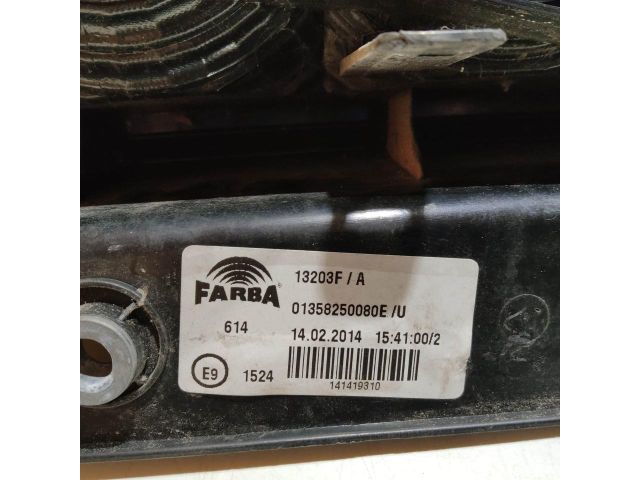 FARBA
13203F / A
01358250080E /U
614
14.02.2014 15:41:00/2
E9
1524
141419310